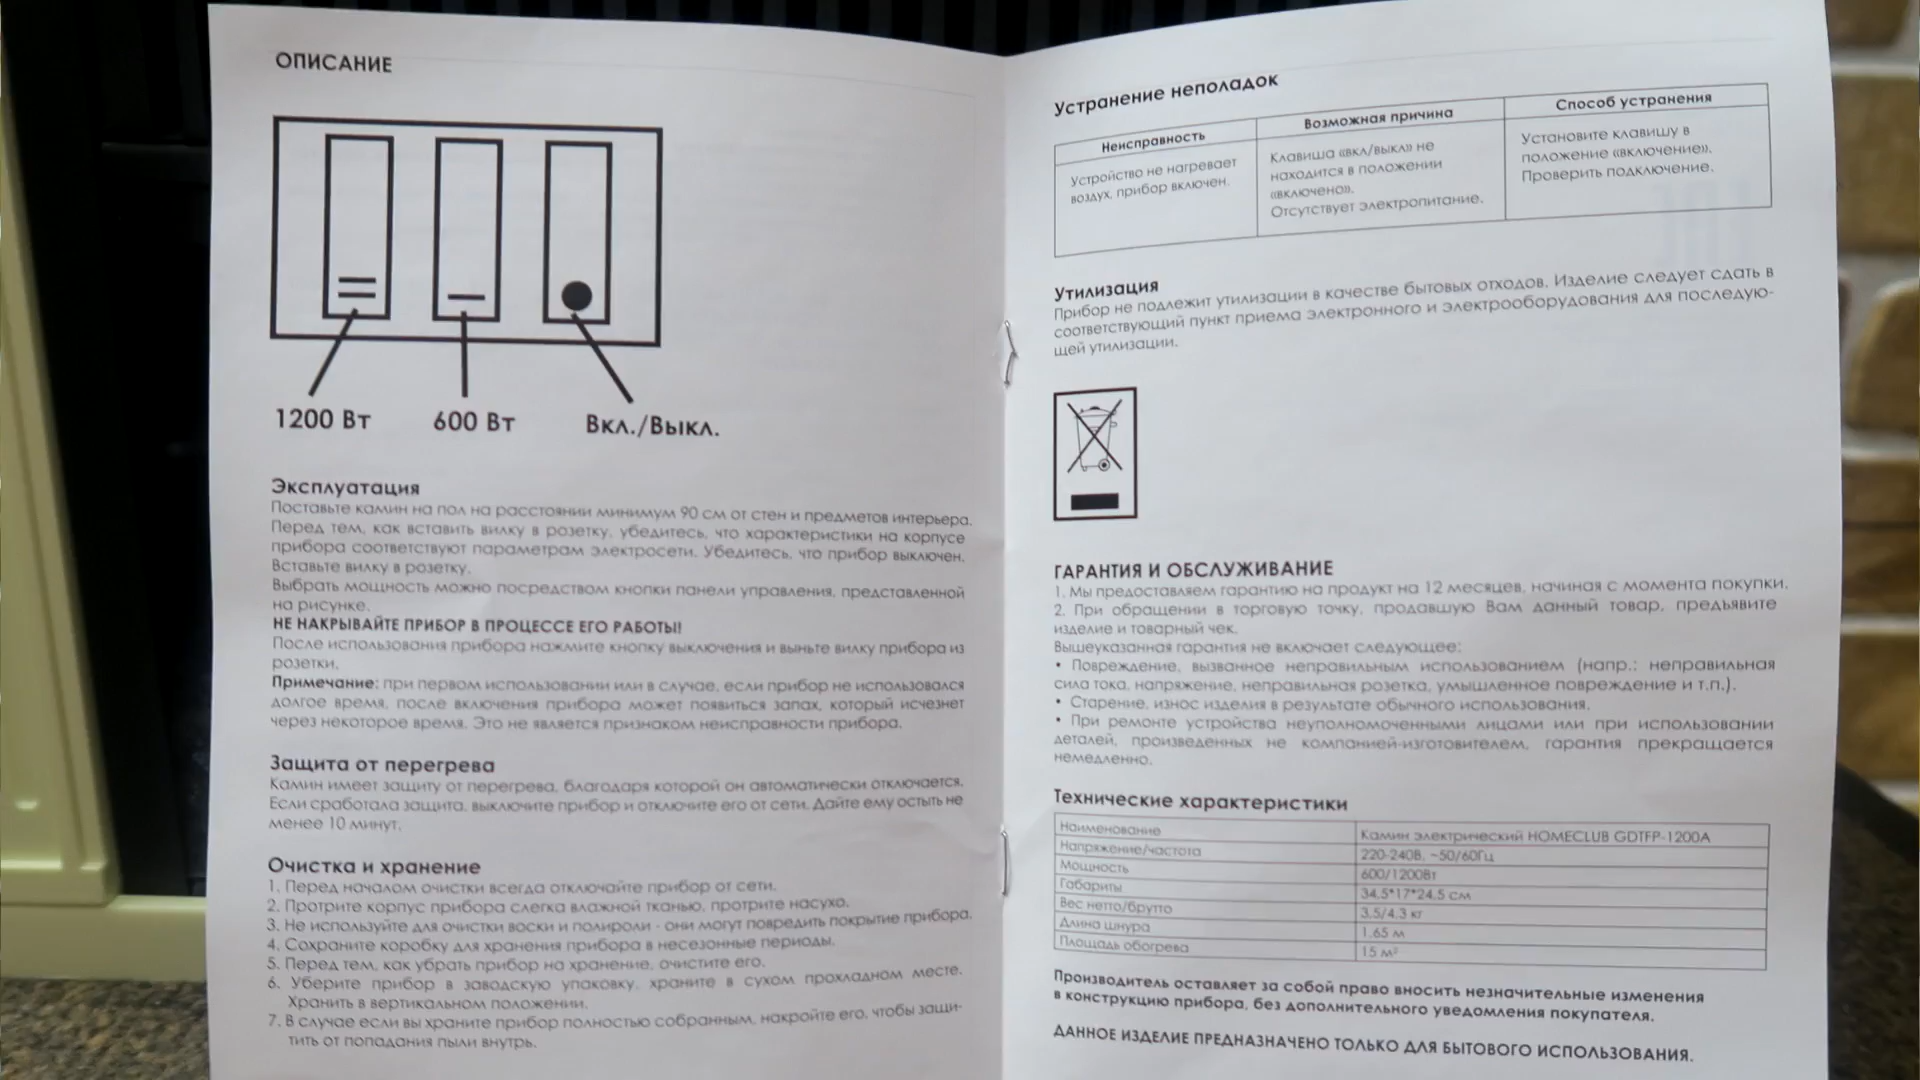 ОПИСАНИЕ
1200 Вт
600 Вт
Вкл./Выкл.
Эксплуатация
Поставьте камин на пол на расстоянии минимум 90 см от стен и предметов интерьера.
Перед тем, как вставить вилку в розетку, убедитесь, что характеристики на корпусе
прибора соответствуют параметрам электросети. Убедитесь, что прибор выключен.
Вставьте вилку в розетку.
Выбрать мощность можно посредством кнопки панели управления, представленной
на рисунке.
НЕ НАКРЫВАЙТЕ ПРИБОР В ПРОЦЕССЕ ЕГО РАБОТЫ!
После использования прибора нажмите кнопку выключения и выньте вилку прибора из
розетки.
Примечание: при первом использовании или в случае, если прибор не использовался
долгое время, после включения прибора может появиться запах, который исчезнет
через некоторое время. Это не является признаком неисправности прибора.
Защита от перегрева
Камин имеет защиту от перегрева, благодаря которой он автоматически отключается.
Если сработала защита, выключите прибор и отключите его от сети. Дайте ему остыть не
менее 10 минут.
Очистка и хранение
1. Перед началом очистки всегда отключайте прибор от сети.
2. Протрите корпус прибора слегка влажной тканью, протрите насухо.
3. Не используйте для очистки воски и полироли - они могут повредить покрытие прибора.
4. Сохраните коробку для хранения прибора в несезонные периоды.
5. Перед тем, как убрать прибор на хранение, очистите его.
6. Уберите прибор в заводскую упаковку, храните в сухом прохладном месте.
Хранить в вертикальном положении.
7. В случае если вы храните прибор полностью собранным, накройте его, чтобы защи-
тить от попадания пыли внутрь.
Устранение неполадок
Неисправность
Возможная причина
Способ устранения
Устройство не нагревает
воздух, прибор включен.
Клавиша «вкл/выкл» не
находится в положении
«включено».
Отсутствует электропитание.
Установите клавишу в
положение «включение».
Проверить подключение.
Утилизация
Прибор не подлежит утилизации в качестве бытовых отходов. Изделие следует сдать в
соответствующий пункт приема электронного и электрооборудования для последую-
щей утилизации.
ГАРАНТИЯ И ОБСЛУЖИВАНИЕ
1. Мы предоставляем гарантию на продукт на 12 месяцев, начиная с момента покупки.
2. При обращении в торговую точку, продавшую Вам данный товар, предьявите
изделие и товарный чек.
Вышеуказанная гарантия не включает следующее:
• Повреждение, вызванное неправильным использованием (напр.: неправильная
сила тока, напряжение, неправильная розетка, умышленное повреждение и т.п.).
• Старение, износ изделия в результате обычного использования.
• При ремонте устройства неуполномоченными лицами или при использовании
деталей, произведенных не компанией-изготовителем, гарантия прекращается
немедленно.
Технические характеристики
Наименование Камин электрический HOMECLUB GDTFP-1200A
Напряжение/частота 220-240В, ~50/60Гц
Мощность 600/1200Вт
Габариты 34,5*17*24,5 см
Вес нетто/брутто 3,5/4,3 кг
Длина шнура 1,65 м
Площадь обогрева 15 м²
Производитель оставляет за собой право вносить незначительные изменения
в конструкцию прибора, без дополнительного уведомления покупателя.
ДАННОЕ ИЗДЕЛИЕ ПРЕДНАЗНАЧЕНО ТОЛЬКО ДЛЯ БЫТОВОГО ИСПОЛЬЗОВАНИЯ.